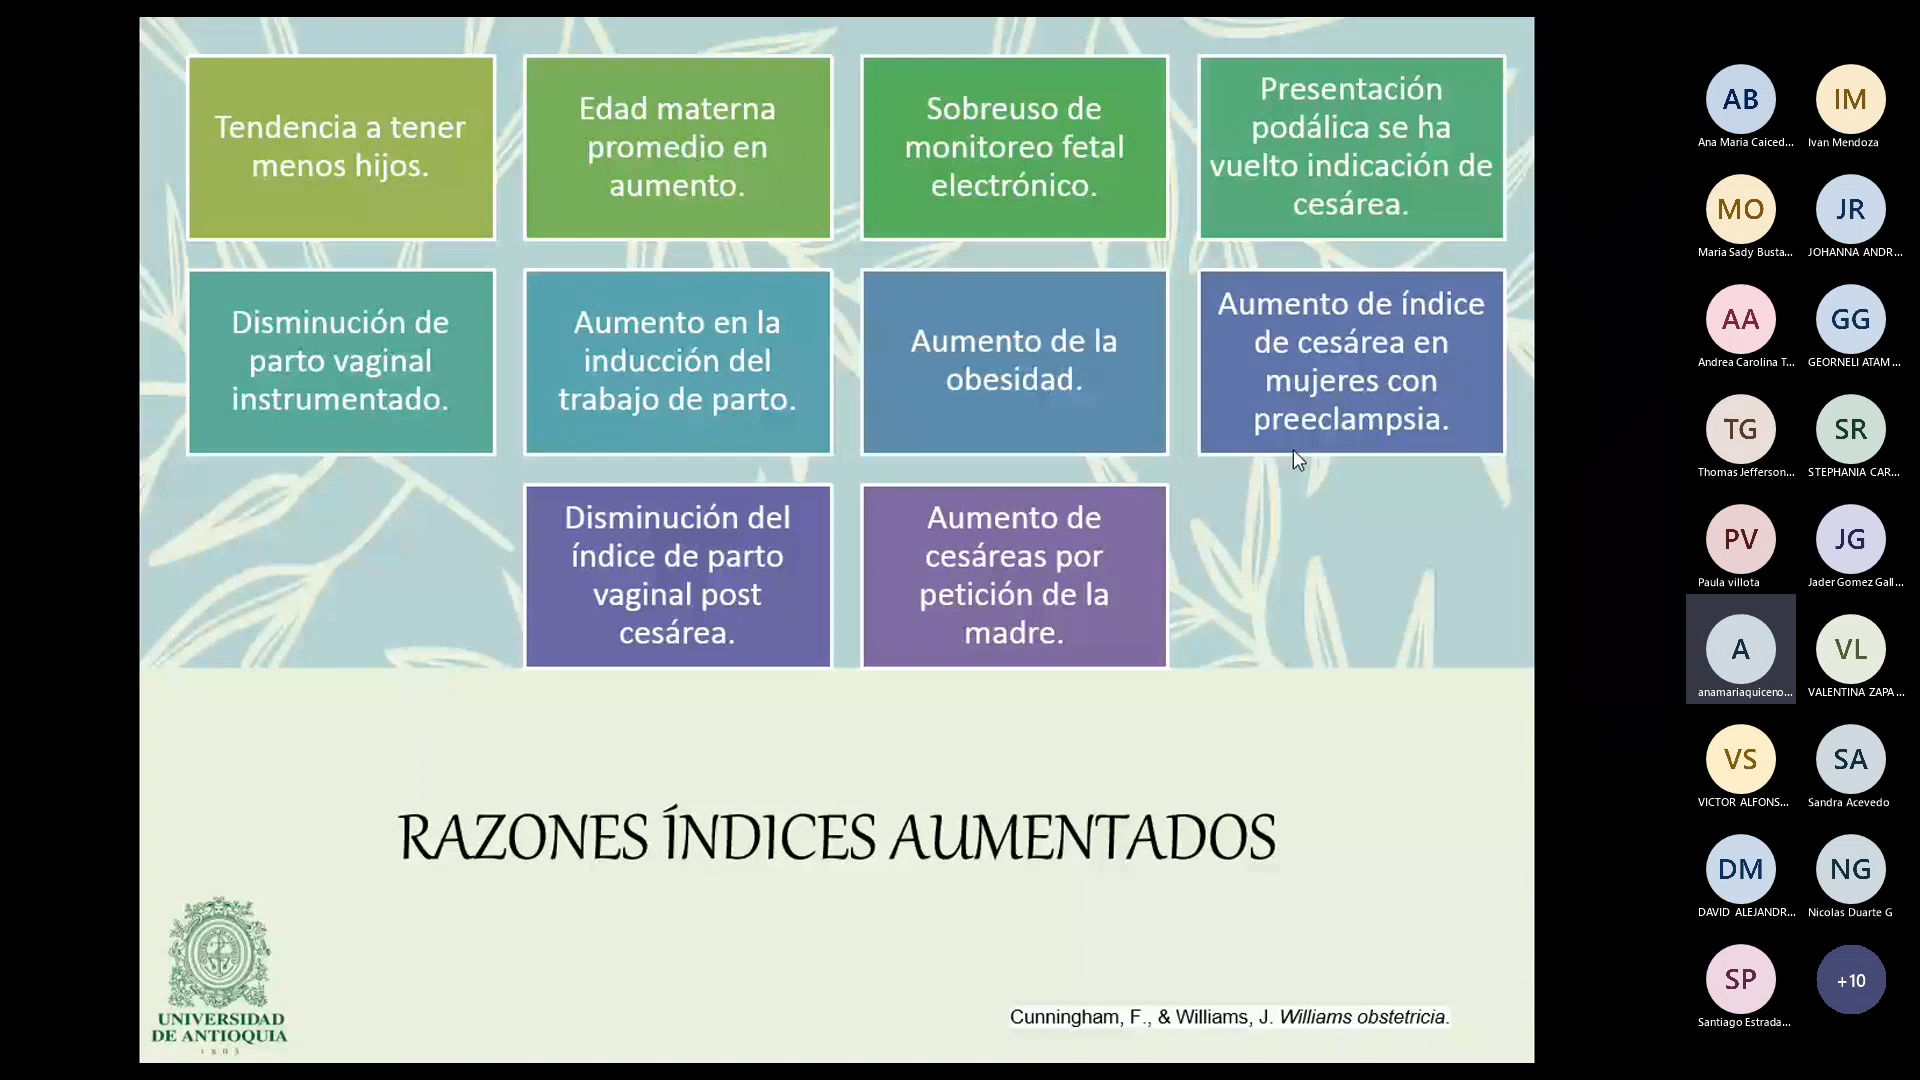 Tendencia a tener
menos hijos.
Edad materna
promedio en
aumento.
Sobreuso de
monitoreo fetal
electrónico.
Presentación
podálica se ha
vuelto indicación de
cesárea.
Disminución de
parto vaginal
instrumentado.
Aumento en la
inducción del
trabajo de parto.
Aumento de la
obesidad.
Aumento de índice
de cesárea en
mujeres con
preeclampsia.
Disminución del
índice de parto
vaginal post
cesárea.
Aumento de
cesáreas por
petición de la
madre.
RAZONES ÍNDICES AUMENTADOS
UNIVERSIDAD
DE ANTIOQUIA
1803
Cunningham, F., & Williams, J. Williams obstetricia.
AB
Ana María Caiced...
IM
Ivan Mendoza
MO
Maria Sady Busta...
JR
JOHANNA ANDR...
AA
Andrea Carolina T...
GG
GEORNELI ATAM...
TG
Thomas Jefferson...
SR
STEPHANIA CAR...
PV
Paula villota
JG
Jader Gomez Gall...
A
anamariaquiceno...
VL
VALENTINA ZAPA...
VS
VICTOR ALFONS...
SA
Sandra Acevedo
DM
DAVID ALEJANDR...
NG
Nicolas Duarte G
SP
Santiago Estrada...
+10